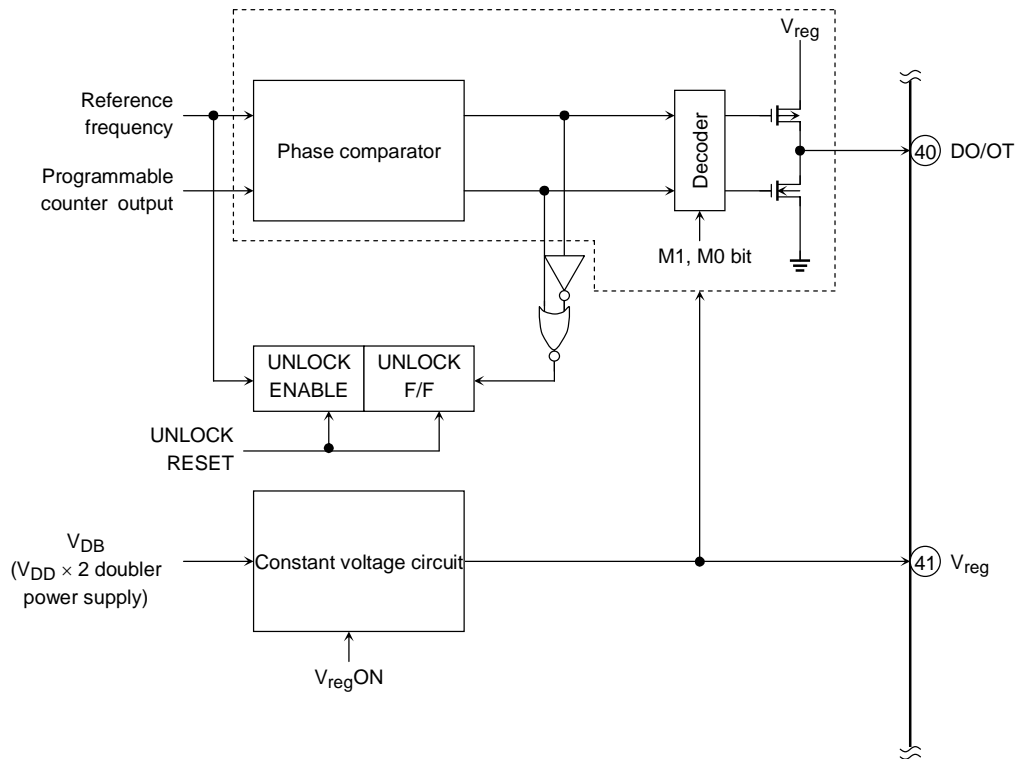 Vreg
Reference
frequency
Phase comparator
Decoder
40 DO/OT
Programmable
counter output
M1, M0 bit
UNLOCK
ENABLE
UNLOCK
F/F
UNLOCK
RESET
VDB
(VDD × 2 doubler
power supply)
Constant voltage circuit
41 Vreg
VregON